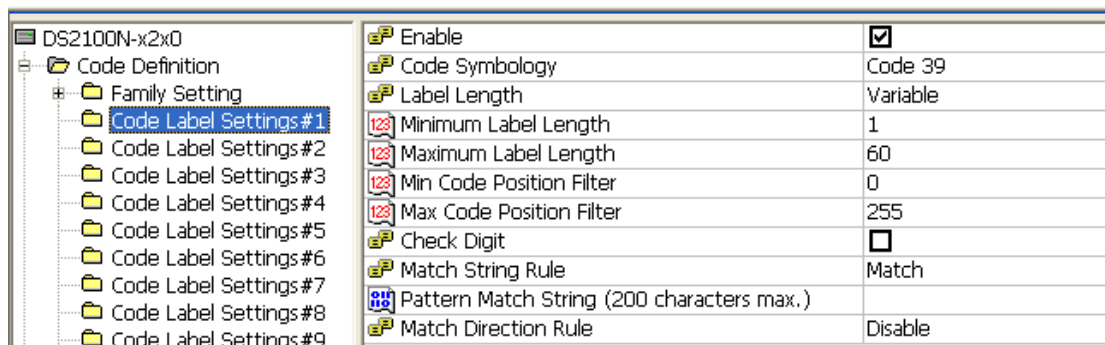 DS2100N-x2x0
Code Definition
Family Setting
Code Label Settings#1
Code Label Settings#2
Code Label Settings#3
Code Label Settings#4
Code Label Settings#5
Code Label Settings#6
Code Label Settings#7
Code Label Settings#8
Code Label Settings#9
Enable
Code Symbology Code 39
Label Length Variable
123 Minimum Label Length 1
123 Maximum Label Length 60
123 Min Code Position Filter 0
123 Max Code Position Filter 255
Check Digit
Match String Rule Match
Pattern Match String (200 characters max.)
Match Direction Rule Disable